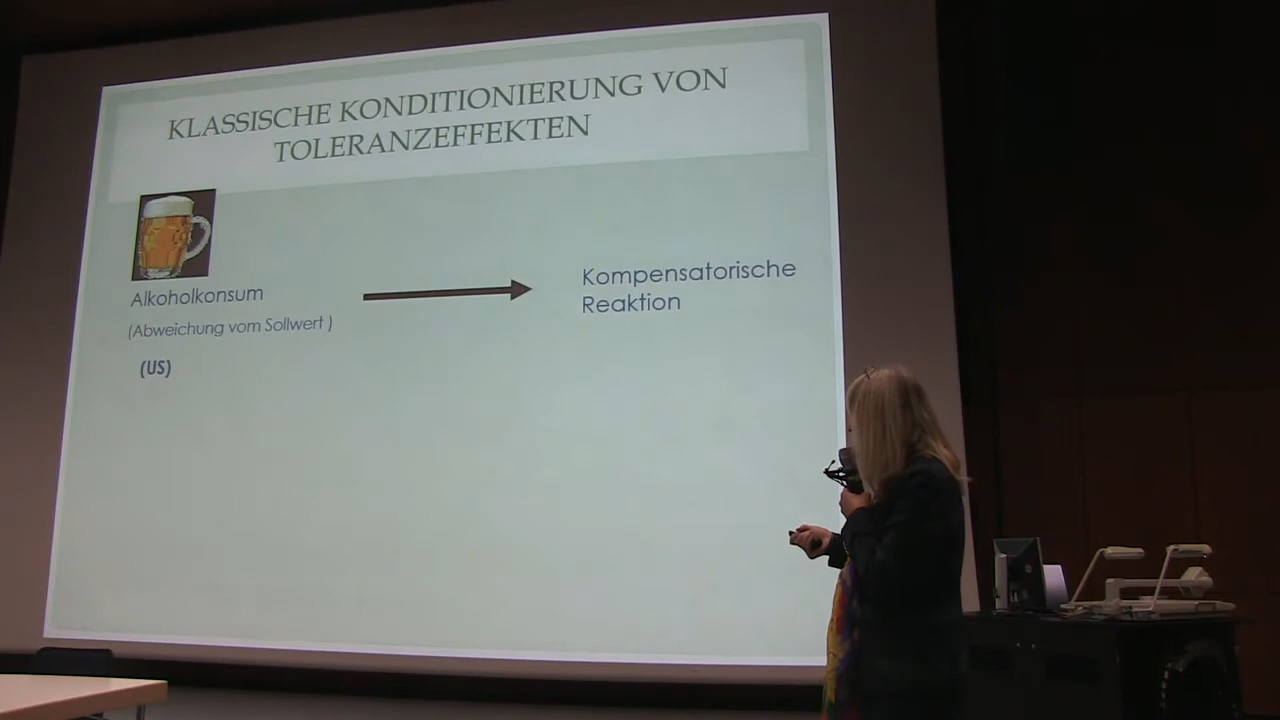 KLASSISCHE KONDITIONIERUNG VON
TOLERANZEFFEKTEN
Alkoholkonsum
(Abweichung vom Sollwert )
(US)
Kompensatorische
Reaktion